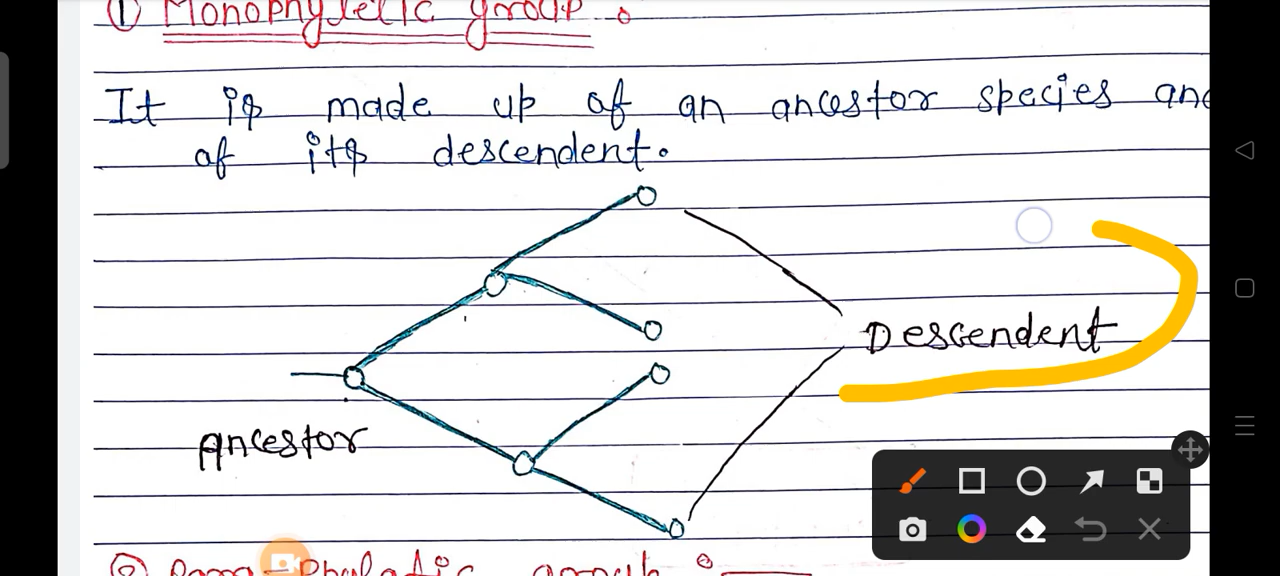 ① Monophyletic group :
It is made up of an ancestor species and
of its descendent.
Descendent
Ancestor